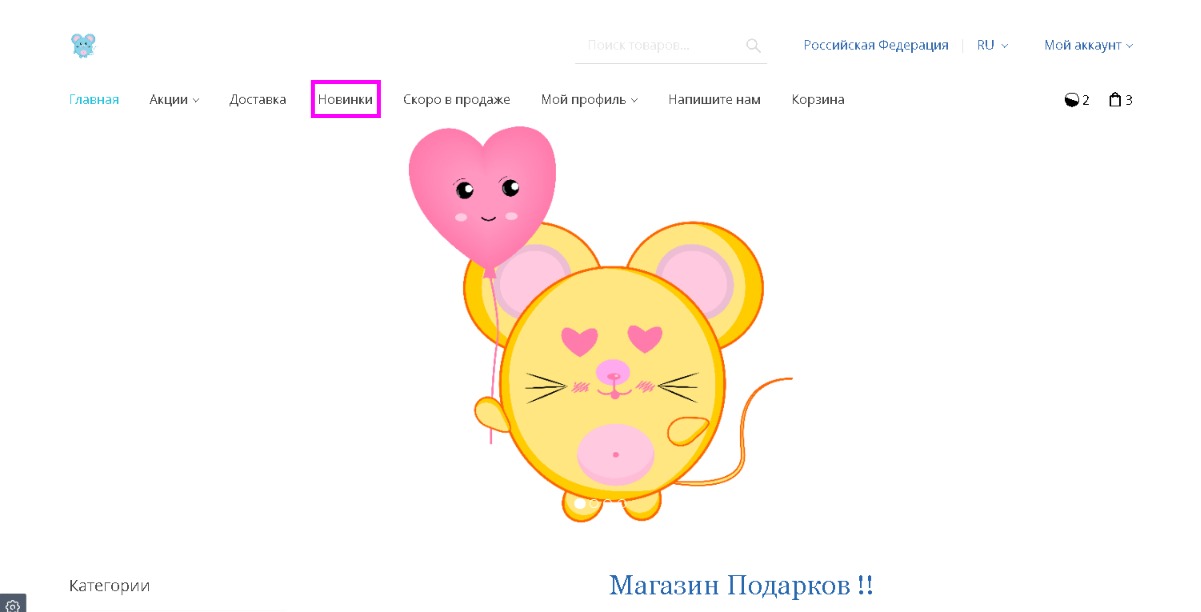 Поиск товаров...
Российская Федерация
RU
Мой аккаунт
Главная
Акции
Доставка
Новинки
Скоро в продаже
Мой профиль
Напишите нам
Корзина
2
3
Категории
Магазин Подарков !!